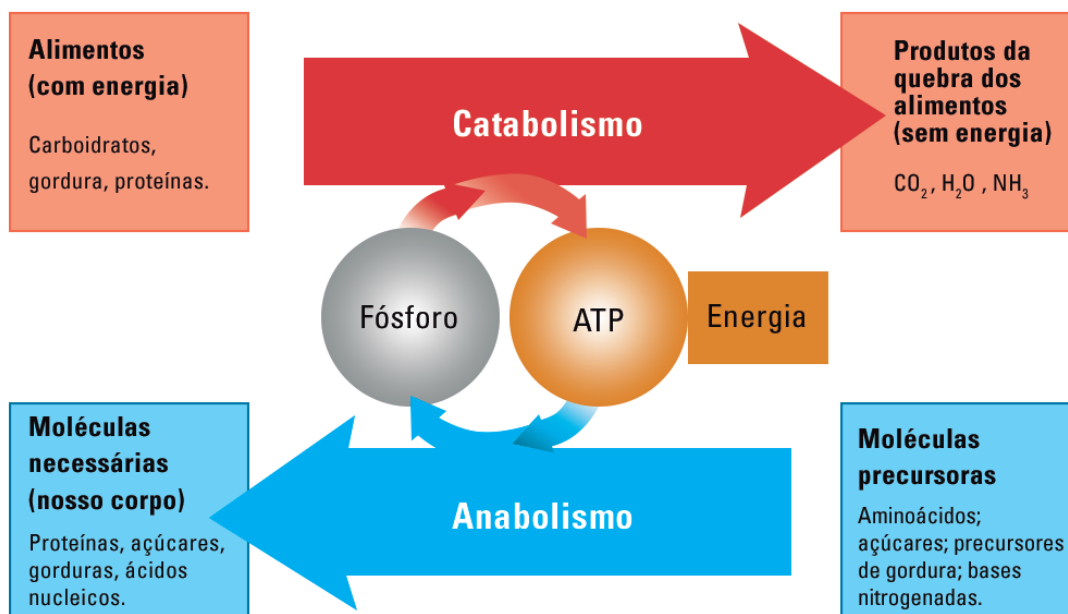 Alimentos
(com energia)
Carboidratos,
gordura, proteínas.
Catabolismo
Produtos da
quebra dos
alimentos
(sem energia)
CO₂, H₂O , NH₃
Fósforo
ATP
Energia
Moléculas
necessárias
(nosso corpo)
Proteínas, açúcares,
gorduras, ácidos
nucleicos.
Anabolismo
Moléculas
precursoras
Aminoácidos;
açúcares; precursores
de gordura; bases
nitrogenadas.